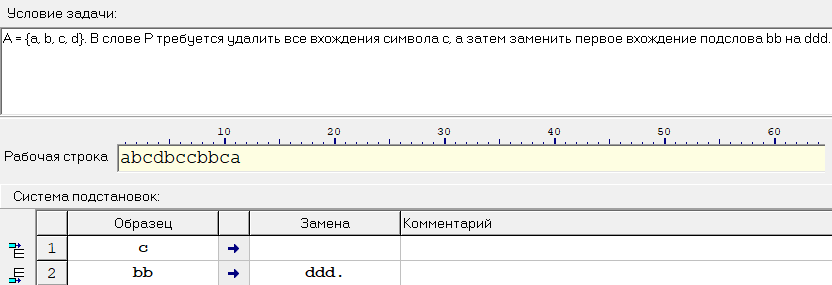 Условие задачи:
A = {a, b, c, d}. В слове P требуется удалить все вхождения символа c, а затем заменить первое вхождение подслова bb на ddd.
10 20 30 40 50 60
Рабочая строка abcdbccbbca
Система подстановок:
Образец Замена Комментарий
1 c ➔
2 bb ➔ ddd.